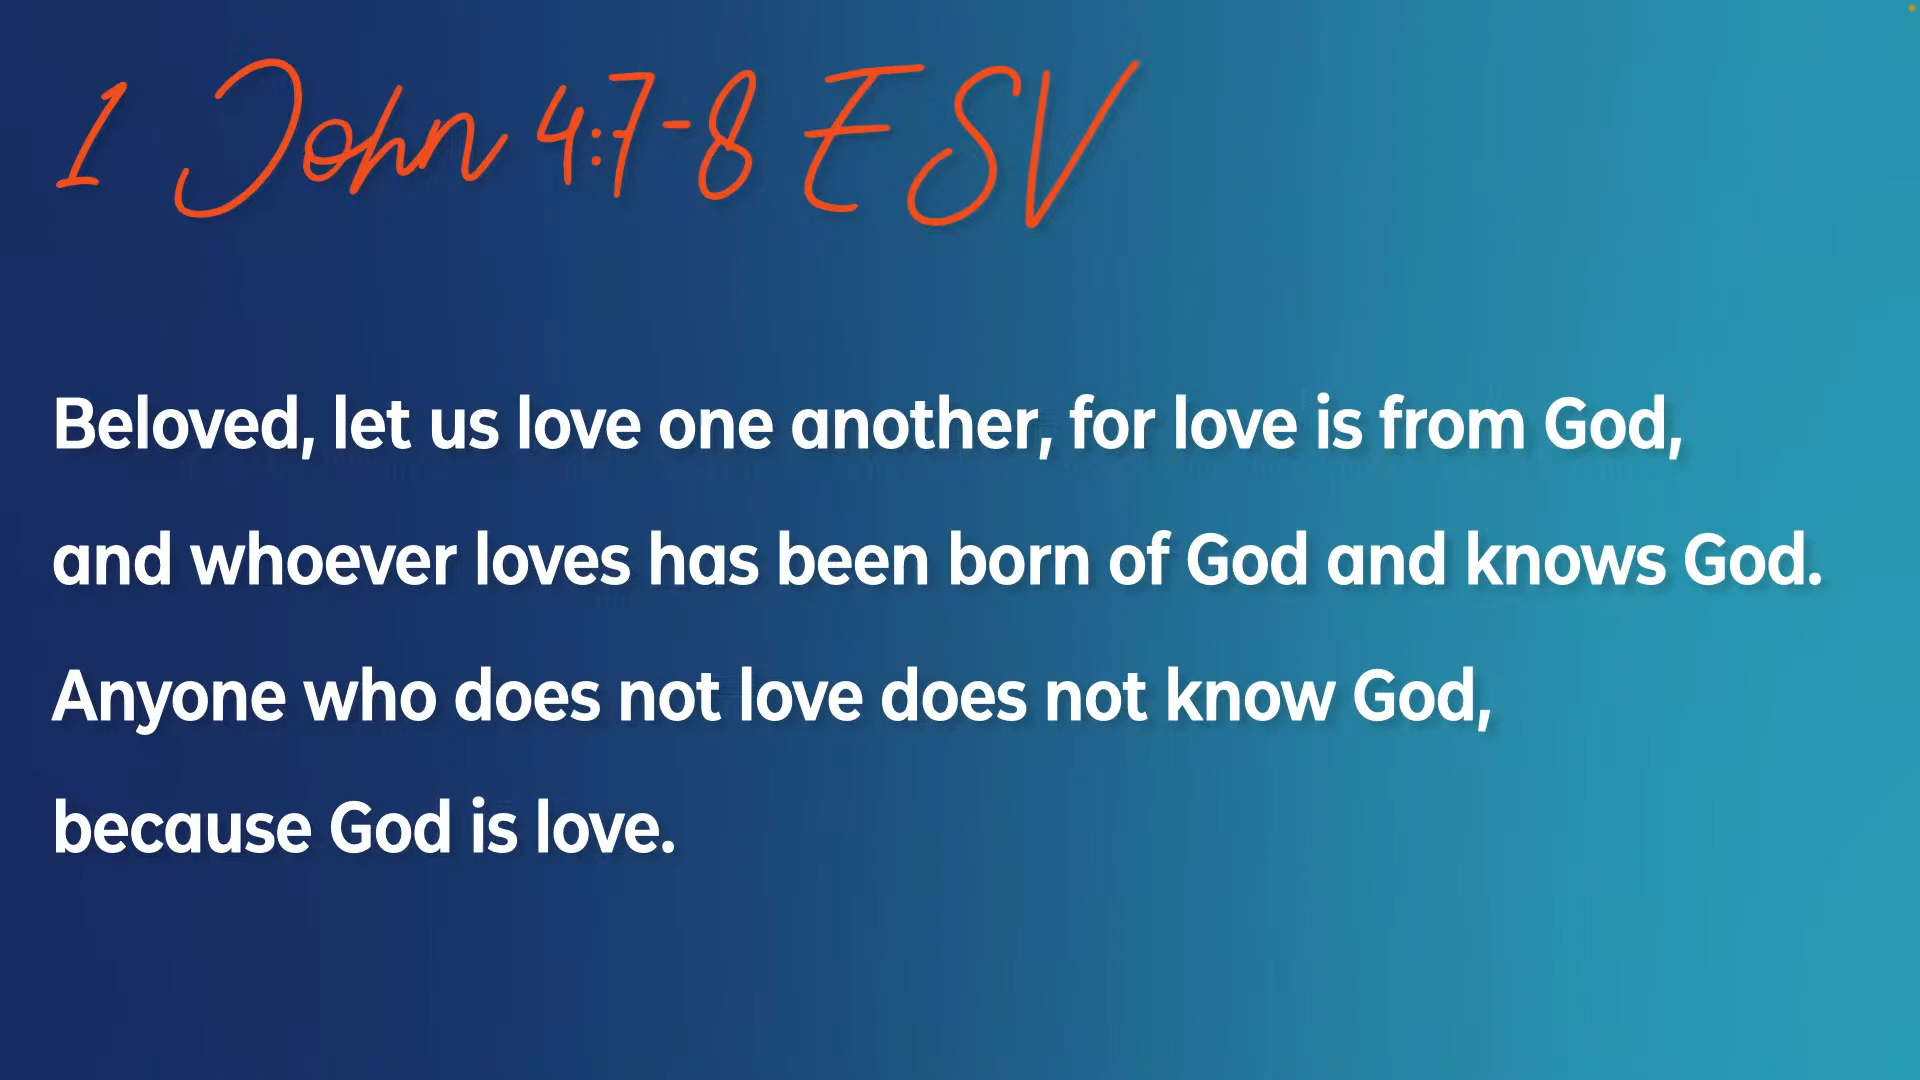 1 John 4:7-8 ESV
Beloved, let us love one another, for love is from God,
and whoever loves has been born of God and knows God.
Anyone who does not love does not know God,
because God is love.